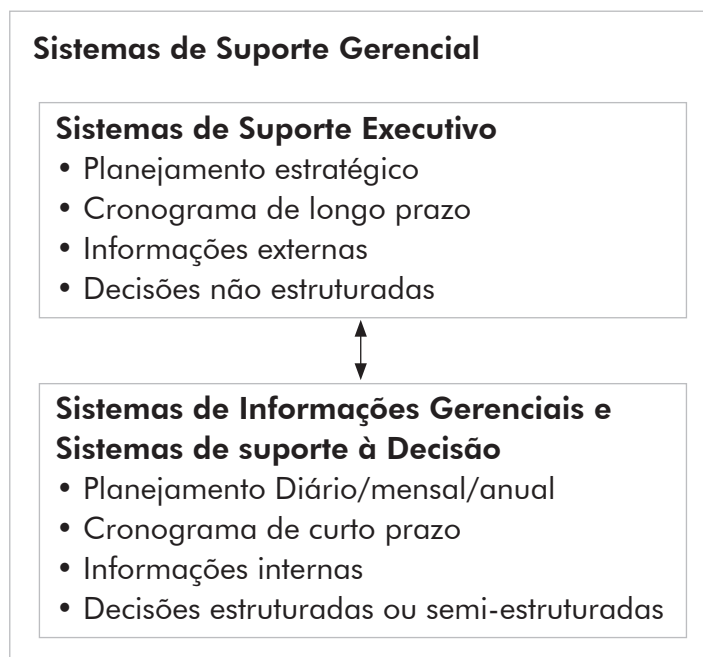 Sistemas de Suporte Gerencial
Sistemas de Suporte Executivo
• Planejamento estratégico
• Cronograma de longo prazo
• Informações externas
• Decisões não estruturadas
Sistemas de Informações Gerenciais e
Sistemas de suporte à Decisão
• Planejamento Diário/mensal/anual
• Cronograma de curto prazo
• Informações internas
• Decisões estruturadas ou semi-estruturadas